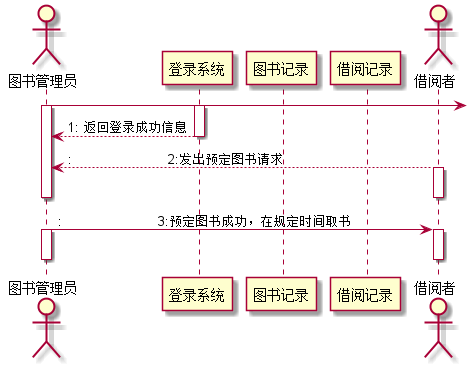 图书管理员
登录系统
图书记录
借阅记录
借阅者
1: 返回登录成功信息
: 2:发出预定图书请求
: 3:预定图书成功，在规定时间取书
图书管理员
登录系统
图书记录
借阅记录
借阅者